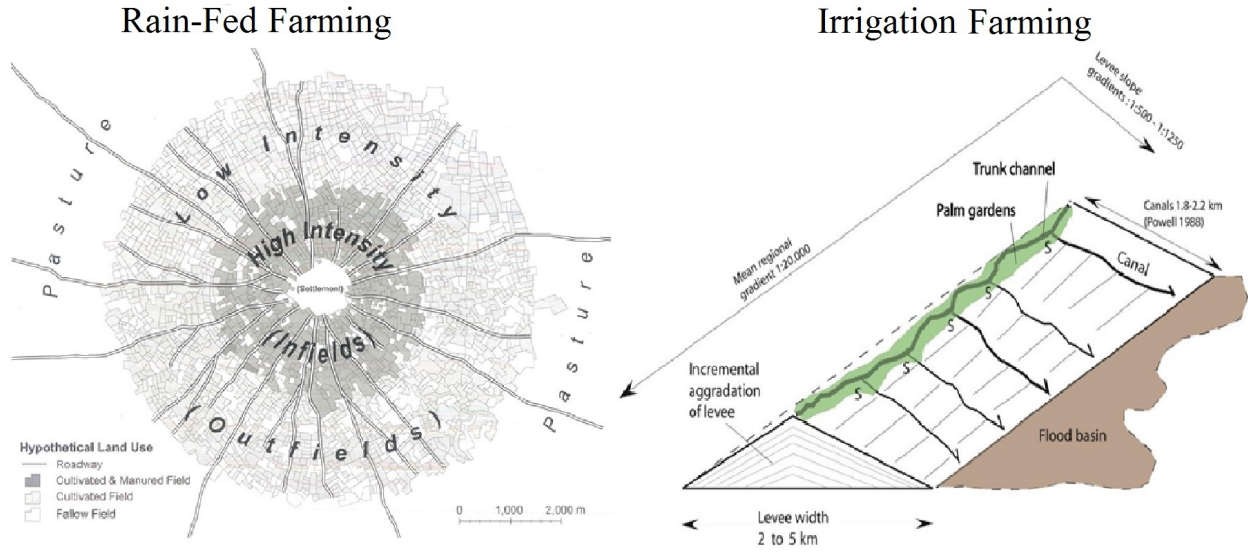 Rain-Fed Farming
Pasture
Low Intensity
High Intensity
(Settlement)
(Infields)
(Outfields)
Pasture
Hypothetical Land Use
Roadway
Cultivated & Manured Field
Cultivated Field
Fallow Field
0 1,000 2,000 m
Irrigation Farming
Levee slope
gradients :1:500 - 1:1250
Trunk channel
Palm gardens
Canals 1.8-2.2 km
(Powell 1988)
Mean regional
gradient 1:20,000
Canal
S
S
S
S
S
Incremental
aggradation
of levee
Flood basin
Levee width
2 to 5 km